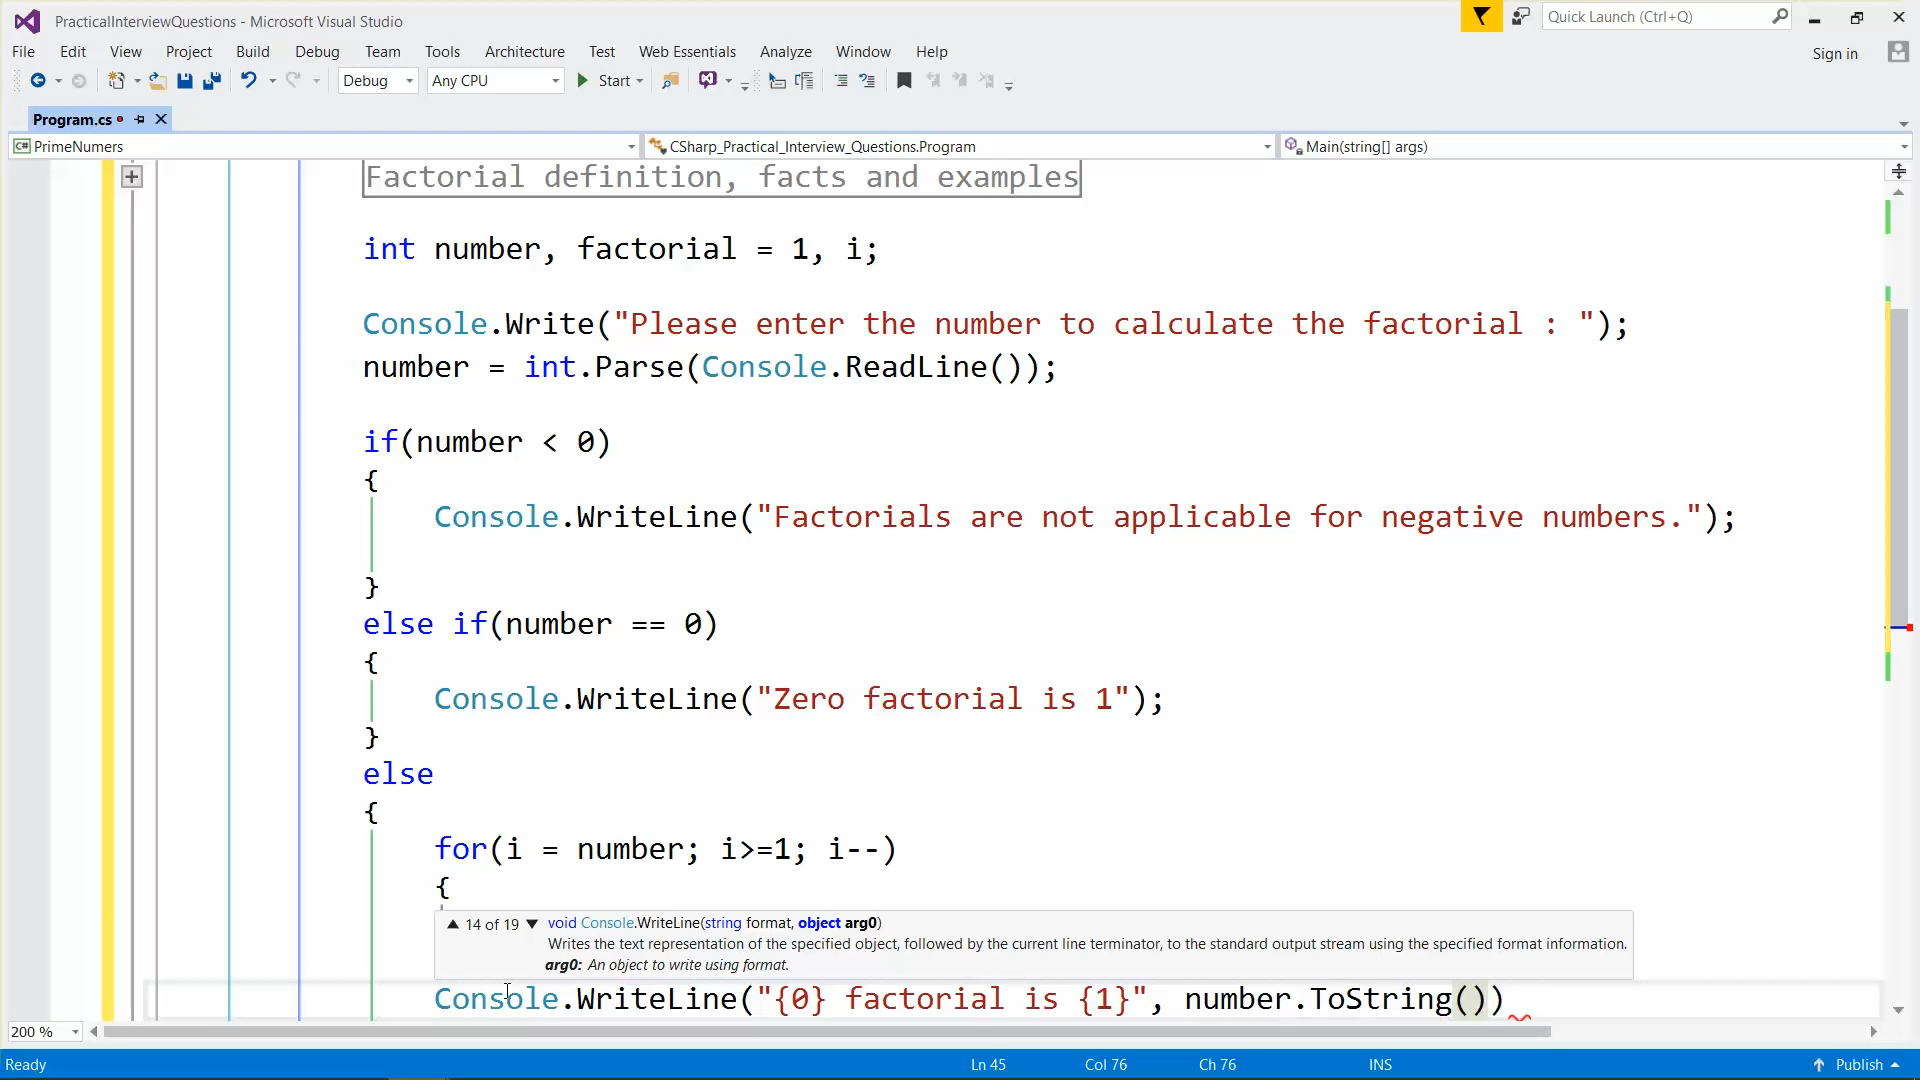 PracticalInterviewQuestions - Microsoft Visual Studio
Quick Launch (Ctrl+Q)
File Edit View Project Build Debug Team Tools Architecture Test Web Essentials Analyze Window Help
Sign in
Debug Any CPU Start
Program.cs
C# PrimeNumers CSharp_Practical_Interview_Questions.Program Main(string[] args)
Factorial definition, facts and examples
int number, factorial = 1, i;
Console.Write("Please enter the number to calculate the factorial : ");
number = int.Parse(Console.ReadLine());
if(number < 0)
{
Console.WriteLine("Factorials are not applicable for negative numbers.");
}
else if(number == 0)
{
Console.WriteLine("Zero factorial is 1");
}
else
{
for(i = number; i>=1; i--)
{
14 of 19 void Console.WriteLine(string format, object arg0)
Writes the text representation of the specified object, followed by the current line terminator, to the standard output stream using the specified format information.
arg0: An object to write using format.
Console.WriteLine("{0} factorial is {1}", number.ToString())
200 %
Ready Ln 45 Col 76 Ch 76 INS Publish